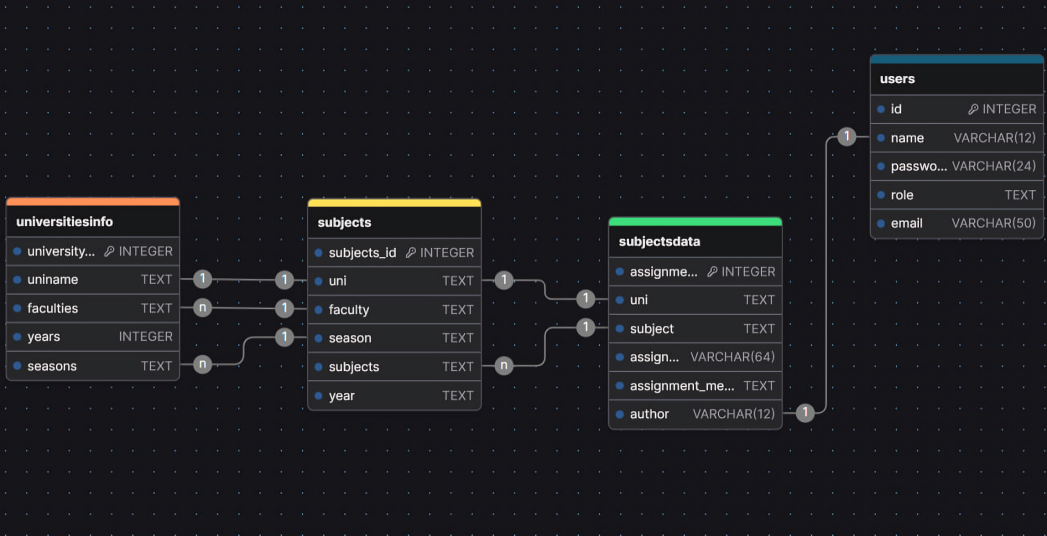 universitiesinfo
university... INTEGER
uniname TEXT
faculties TEXT
years INTEGER
seasons TEXT
1
n
n
1
1
1
subjects
subjects_id INTEGER
uni TEXT
faculty TEXT
season TEXT
subjects TEXT
year TEXT
1
n
1
1
subjectsdata
assignme... INTEGER
uni TEXT
subject TEXT
assign... VARCHAR(64)
assignment_me... TEXT
author VARCHAR(12)
1
1
users
id INTEGER
name VARCHAR(12)
passwo... VARCHAR(24)
role TEXT
email VARCHAR(50)